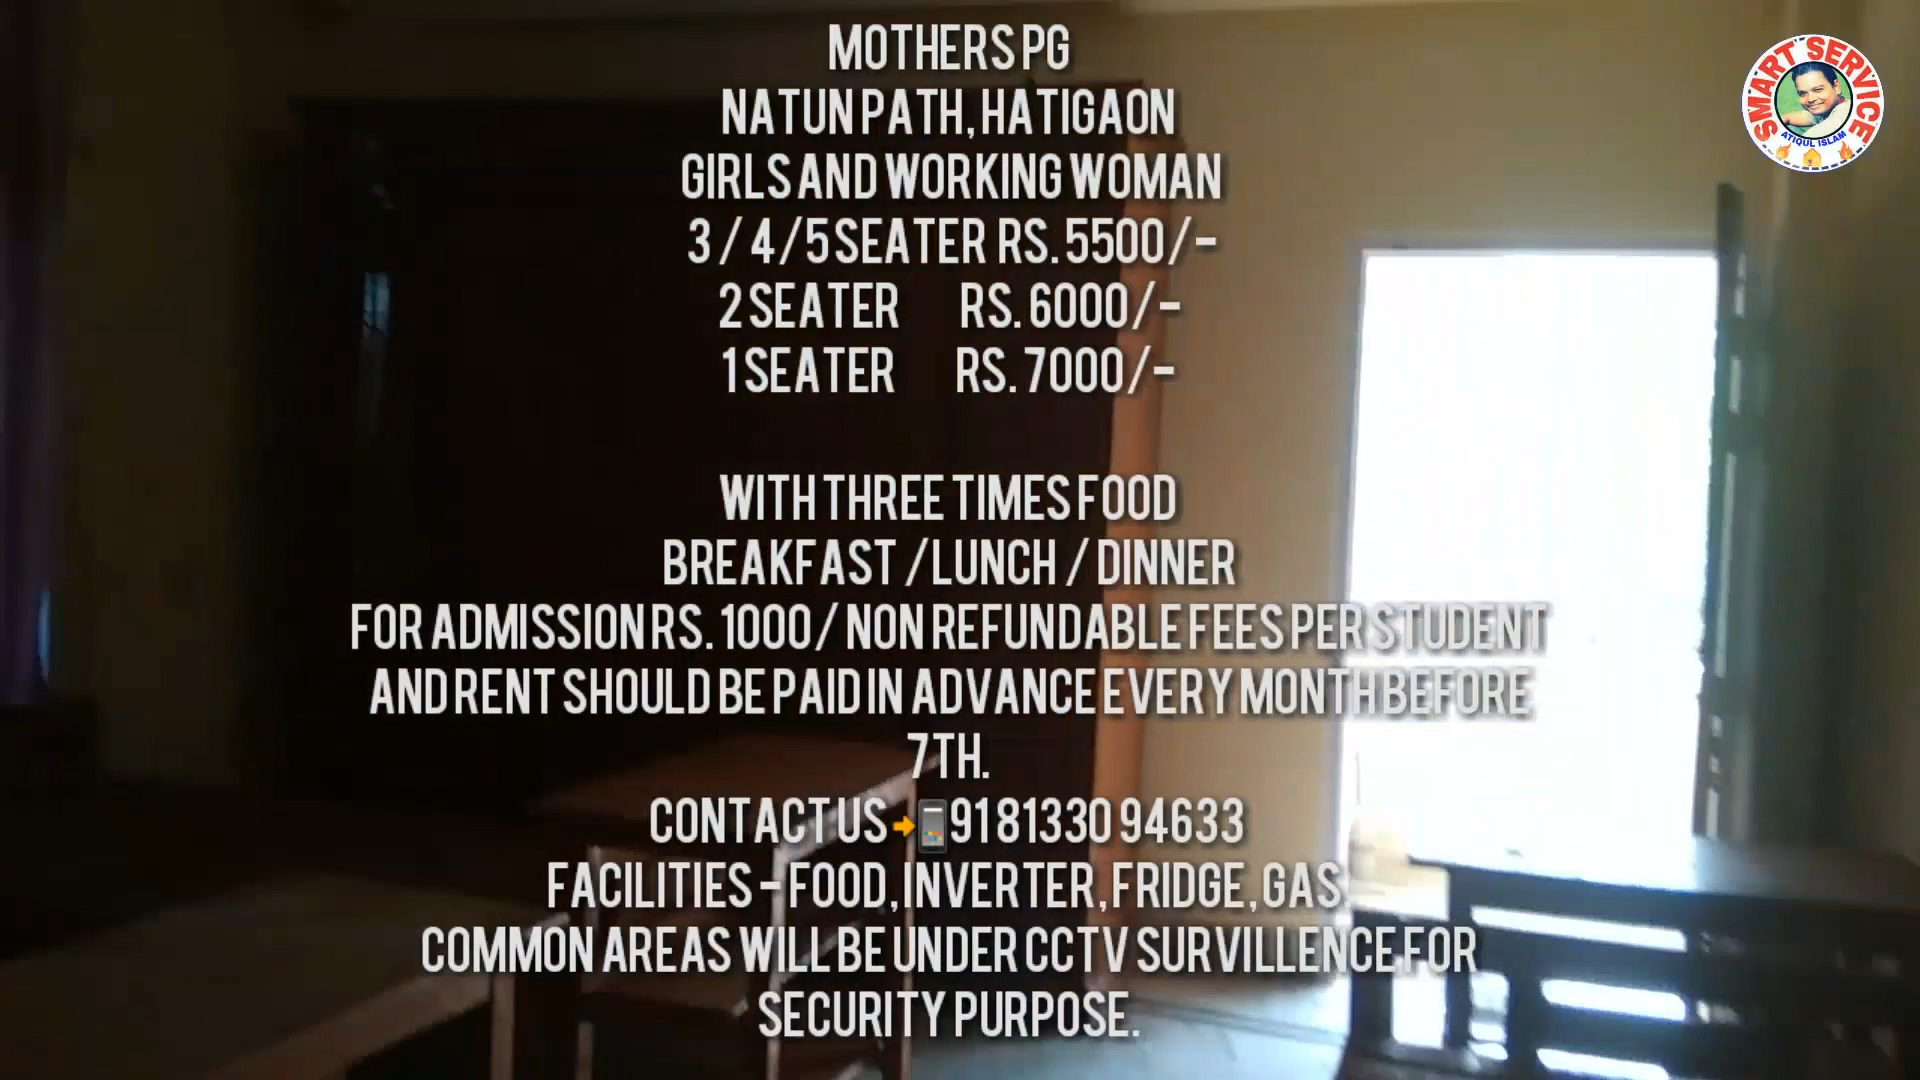 MOTHERS PG
NATUN PATH, HATIGAON
GIRLS AND WORKING WOMAN
3 / 4 /5 SEATER RS. 5500/-
2 SEATER RS. 6000/-
1 SEATER RS. 7000/-
WITH THREE TIMES FOOD
BREAKFAST / LUNCH / DINNER
FOR ADMISSION RS. 1000 / NON REFUNDABLE FEES PER STUDENT
AND RENT SHOULD BE PAID IN ADVANCE EVERY MONTH BEFORE
7TH.
CONTACT US ➜📱91 81330 94633
FACILITIES - FOOD, INVERTER, FRIDGE, GAS.
COMMON AREAS WILL BE UNDER CCTV SURVILLENCE FOR
SECURITY PURPOSE.
SMART SERVICE
ATIQUL ISLAM